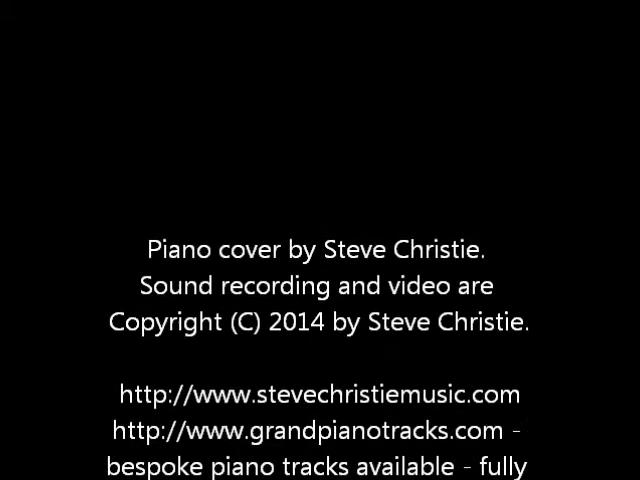 Piano cover by Steve Christie.
Sound recording and video are
Copyright (C) 2014 by Steve Christie.
http://www.stevechristiemusic.com
http://www.grandpianotracks.com -
bespoke piano tracks available - fully